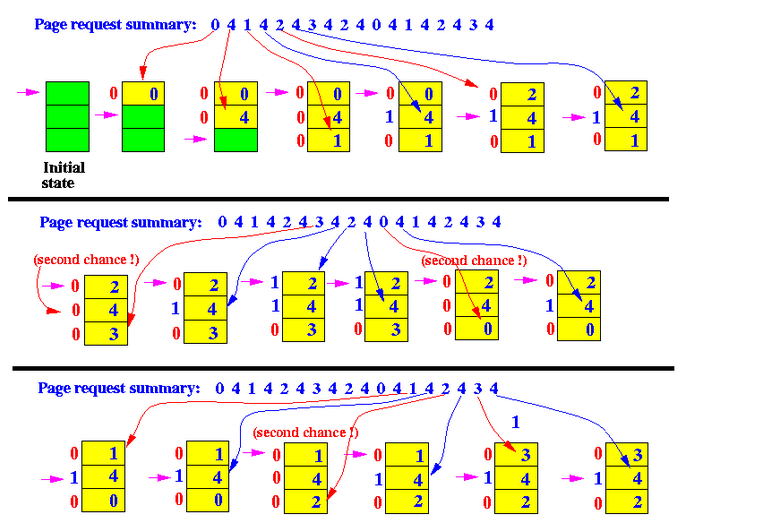 Page request summary: 0 4 1 4 2 4 3 4 2 4 0 4 1 4 2 4 3 4
0 0 0 0 0 0 0 0 2 0 2
0 4 0 4 1 4 1 4 1 4
0 1 0 1 0 1 0 1
Initial
state
Page request summary: 0 4 1 4 2 4 3 4 2 4 0 4 1 4 2 4 3 4
(second chance !) (second chance !)
0 2 0 2 1 2 1 2 0 2 0 2
0 4 1 4 1 4 1 4 0 4 1 4
0 3 0 3 0 3 0 3 0 0 0 0
Page request summary: 0 4 1 4 2 4 3 4 2 4 0 4 1 4 2 4 3 4
1
(second chance !)
0 1 0 1 0 1 0 1 0 3 0 3
1 4 1 4 0 4 1 4 1 4 1 4
0 0 0 0 0 2 0 2 0 2 0 2